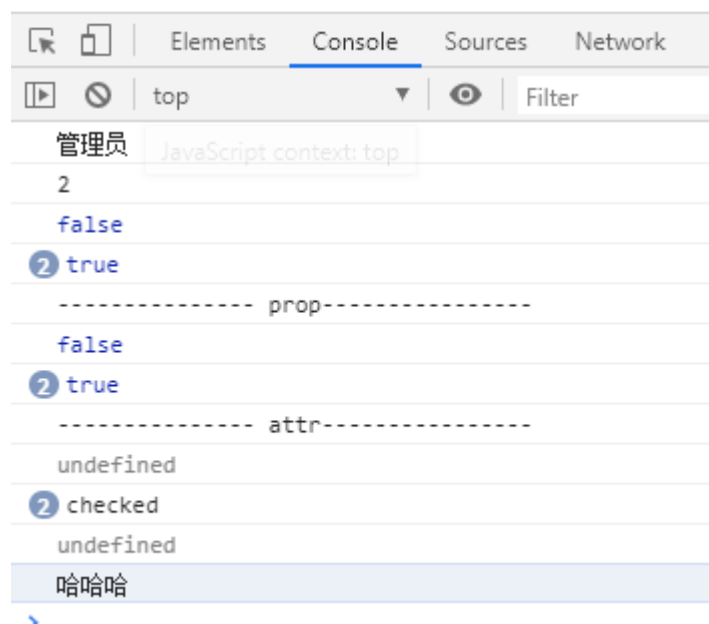 Elements Console Sources Network
top ▼ Filter
管理员
JavaScript context: top
2
false
2 true
--------------- prop----------------
false
2 true
--------------- attr----------------
undefined
2 checked
undefined
哈哈哈